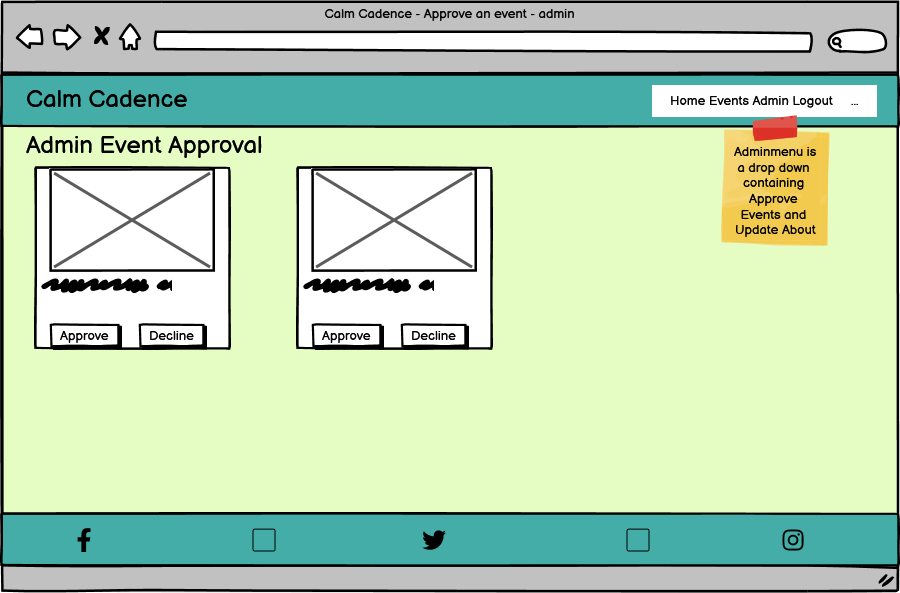 Calm Cadence - Approve an event - admin
Calm Cadence
Home Events Admin Logout ...
Admin Event Approval
Adminmenu is
a drop down
containing
Approve
Events and
Update About
Approve Decline
Approve Decline